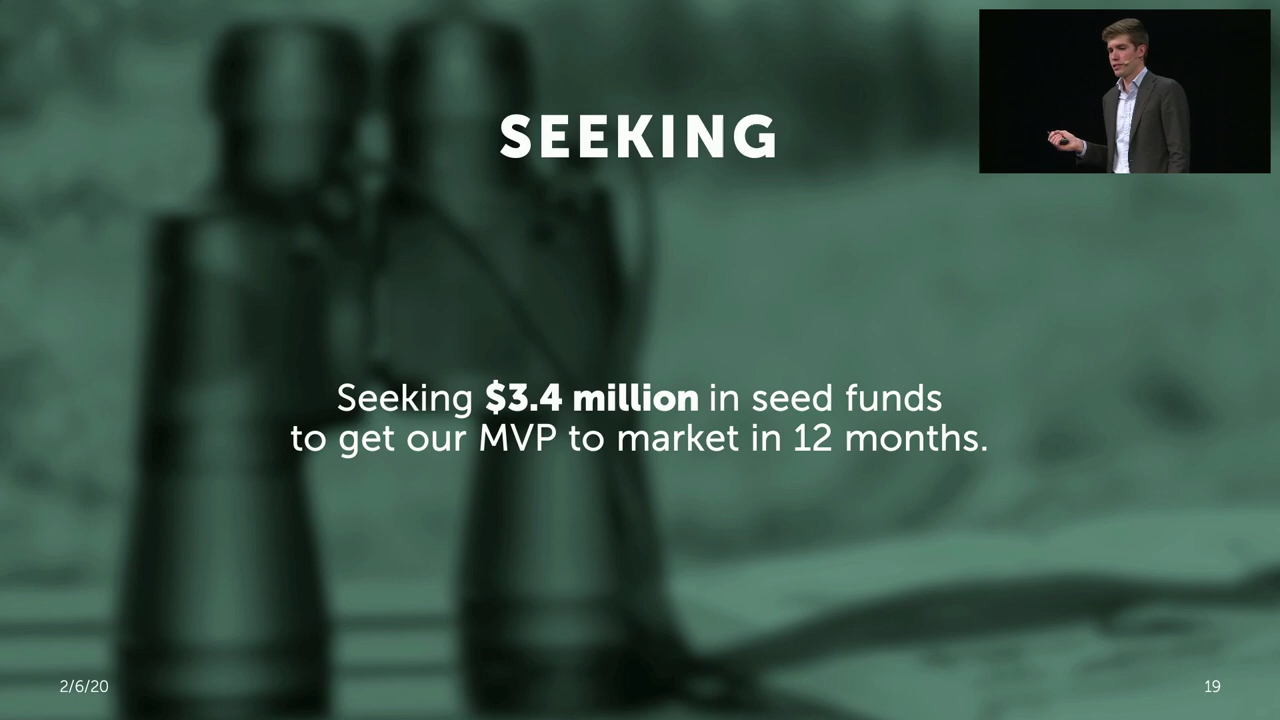 SEEKING
Seeking $3.4 million in seed funds
to get our MVP to market in 12 months.
2/6/20
19